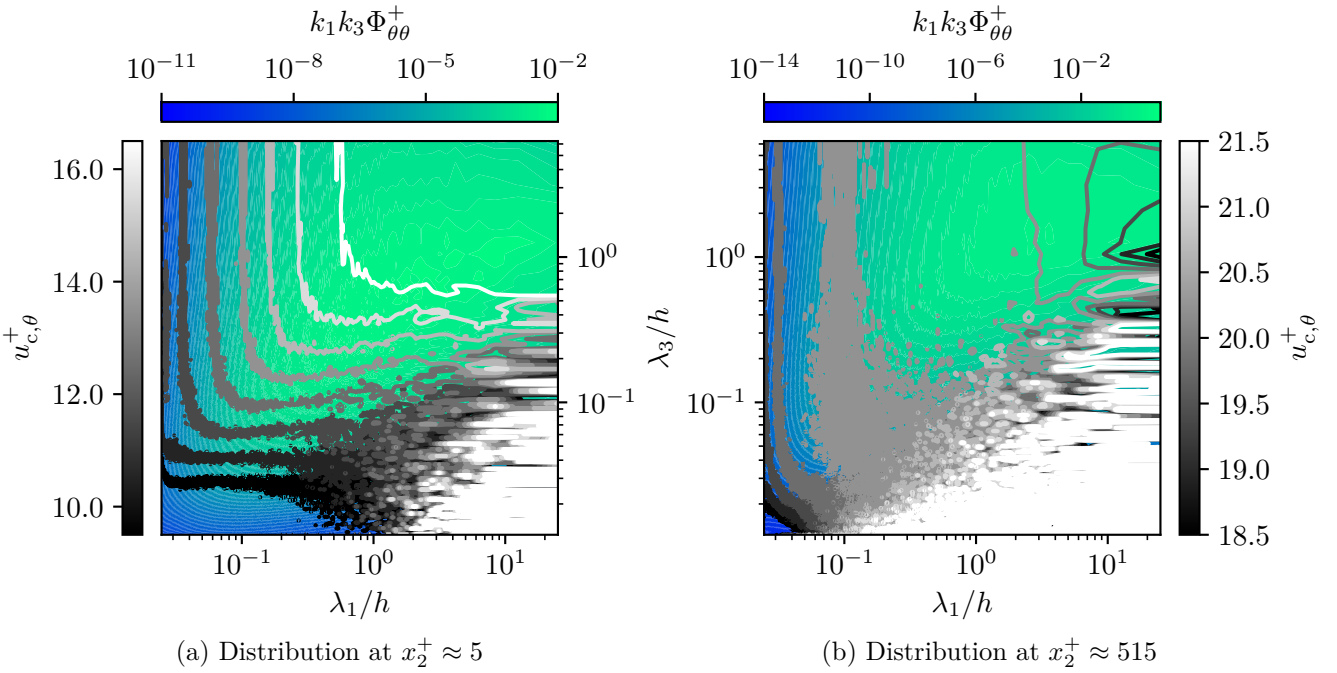 k₁k₃Φ⁺θθ
10⁻¹¹ 10⁻⁸ 10⁻⁵ 10⁻²
k₁k₃Φ⁺θθ
10⁻¹⁴ 10⁻¹⁰ 10⁻⁶ 10⁻²
u⁺c,θ
16.0
14.0
12.0
10.0
10⁰
10⁻¹
λ₃/h
10⁰
10⁻¹
21.5
21.0
20.5
20.0
19.5
19.0
18.5
u⁺c,θ
10⁻¹ 10⁰ 10¹
λ₁/h
10⁻¹ 10⁰ 10¹
λ₁/h
(a) Distribution at x₂⁺ ≈ 5
(b) Distribution at x₂⁺ ≈ 515